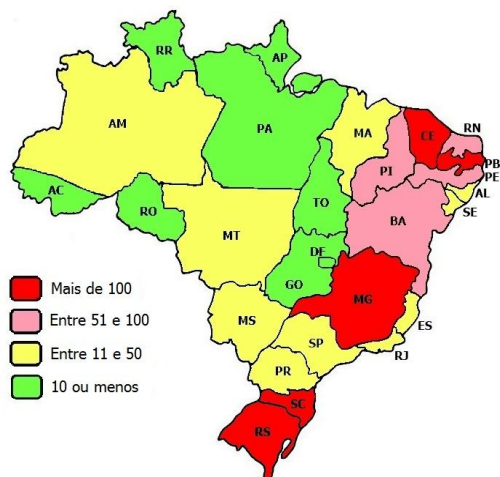 RR
AP
AM
PA
MA
CE
RN
PB
PE
PI
AL
SE
AC
RO
TO
BA
MT
DF
GO
MG
MS
ES
SP
RJ
PR
SC
RS
Mais de 100
Entre 51 e 100
Entre 11 e 50
10 ou menos